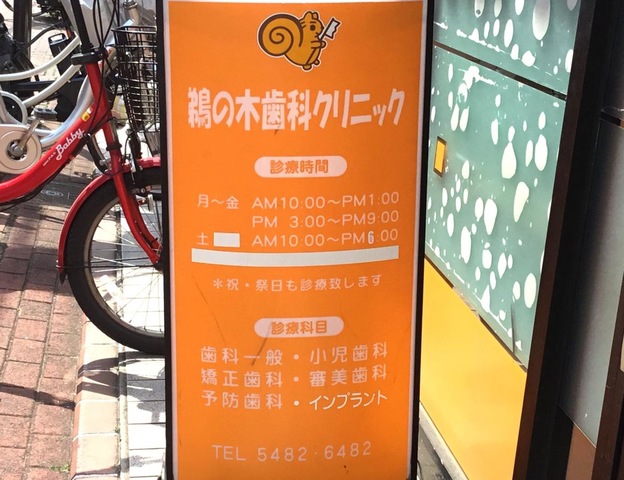 鵜の木歯科クリニック
診療時間
月～金 AM10:00～PM1:00
PM 3:00～PM9:00
土 AM10:00～PM6:00
＊祝・祭日も診療致します
診療科目
歯科一般・小児歯科
矯正歯科・審美歯科
予防歯科・インプラント
TEL 5482-6482
Bobby